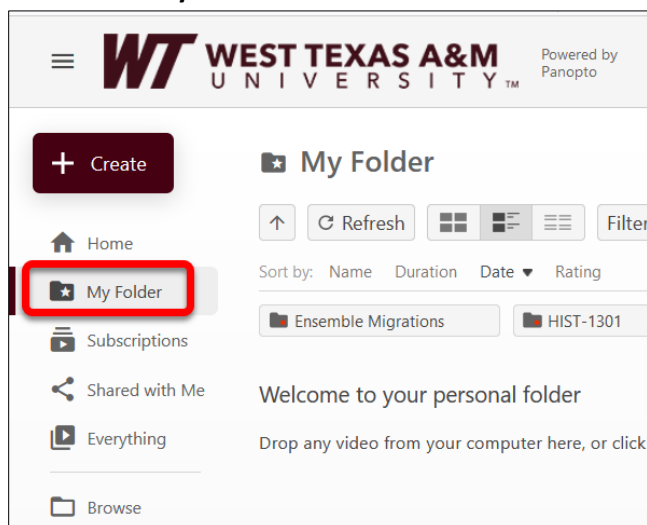 WT WEST TEXAS A&M UNIVERSITY™
Powered by Panopto
Create
My Folder
Refresh
Filter
Home
Sort by: Name Duration Date ▼ Rating
My Folder
Ensemble Migrations
HIST-1301
Subscriptions
Shared with Me
Welcome to your personal folder
Everything
Drop any video from your computer here, or click
Browse